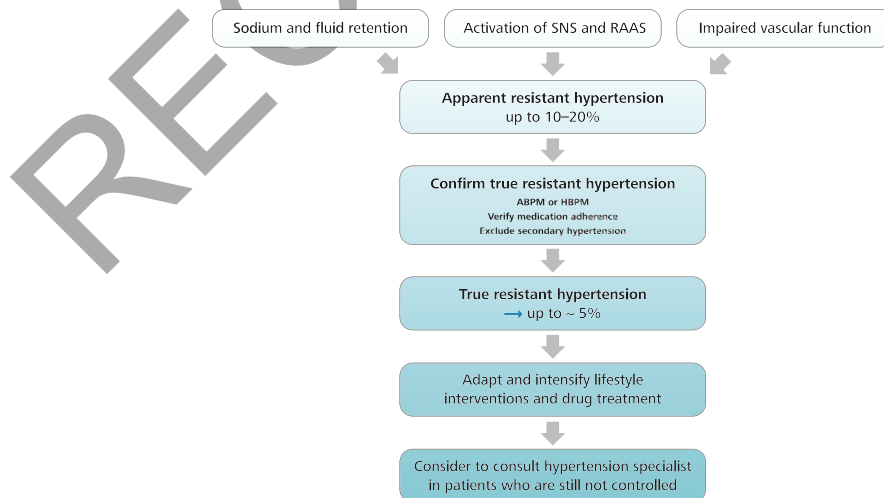 Sodium and fluid retention
Activation of SNS and RAAS
Impaired vascular function
Apparent resistant hypertension
up to 10–20%
Confirm true resistant hypertension
ABPM or HBPM
Verify medication adherence
Exclude secondary hypertension
True resistant hypertension
→ up to ~ 5%
Adapt and intensify lifestyle
interventions and drug treatment
Consider to consult hypertension specialist
in patients who are still not controlled